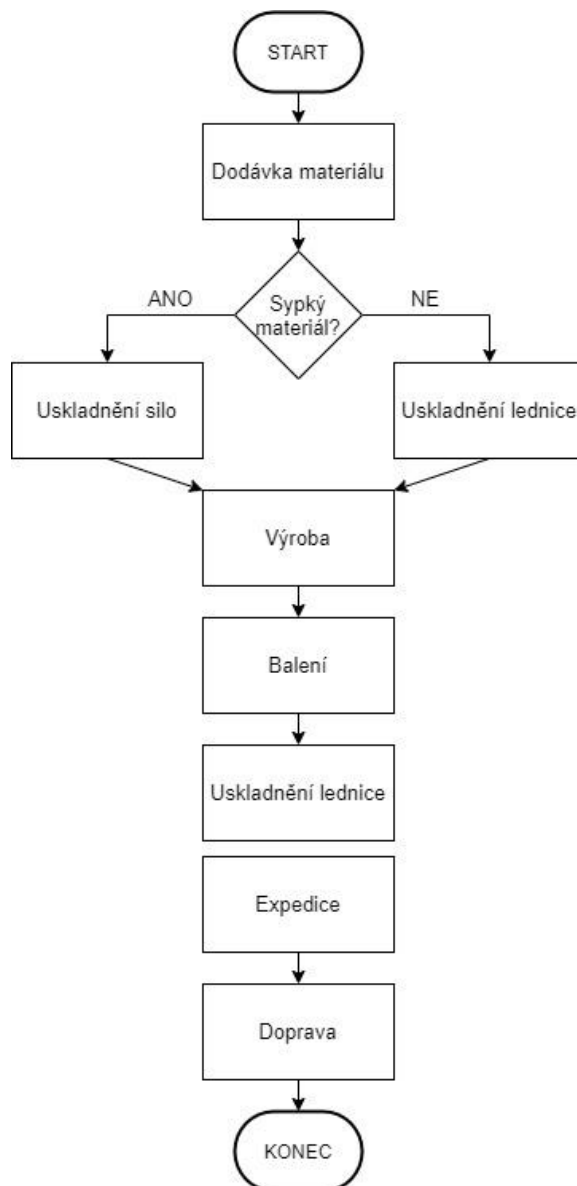 START
Dodávka materiálu
ANO
Sypký
materiál?
NE
Uskladnění silo
Uskladnění lednice
Výroba
Balení
Uskladnění lednice
Expedice
Doprava
KONEC